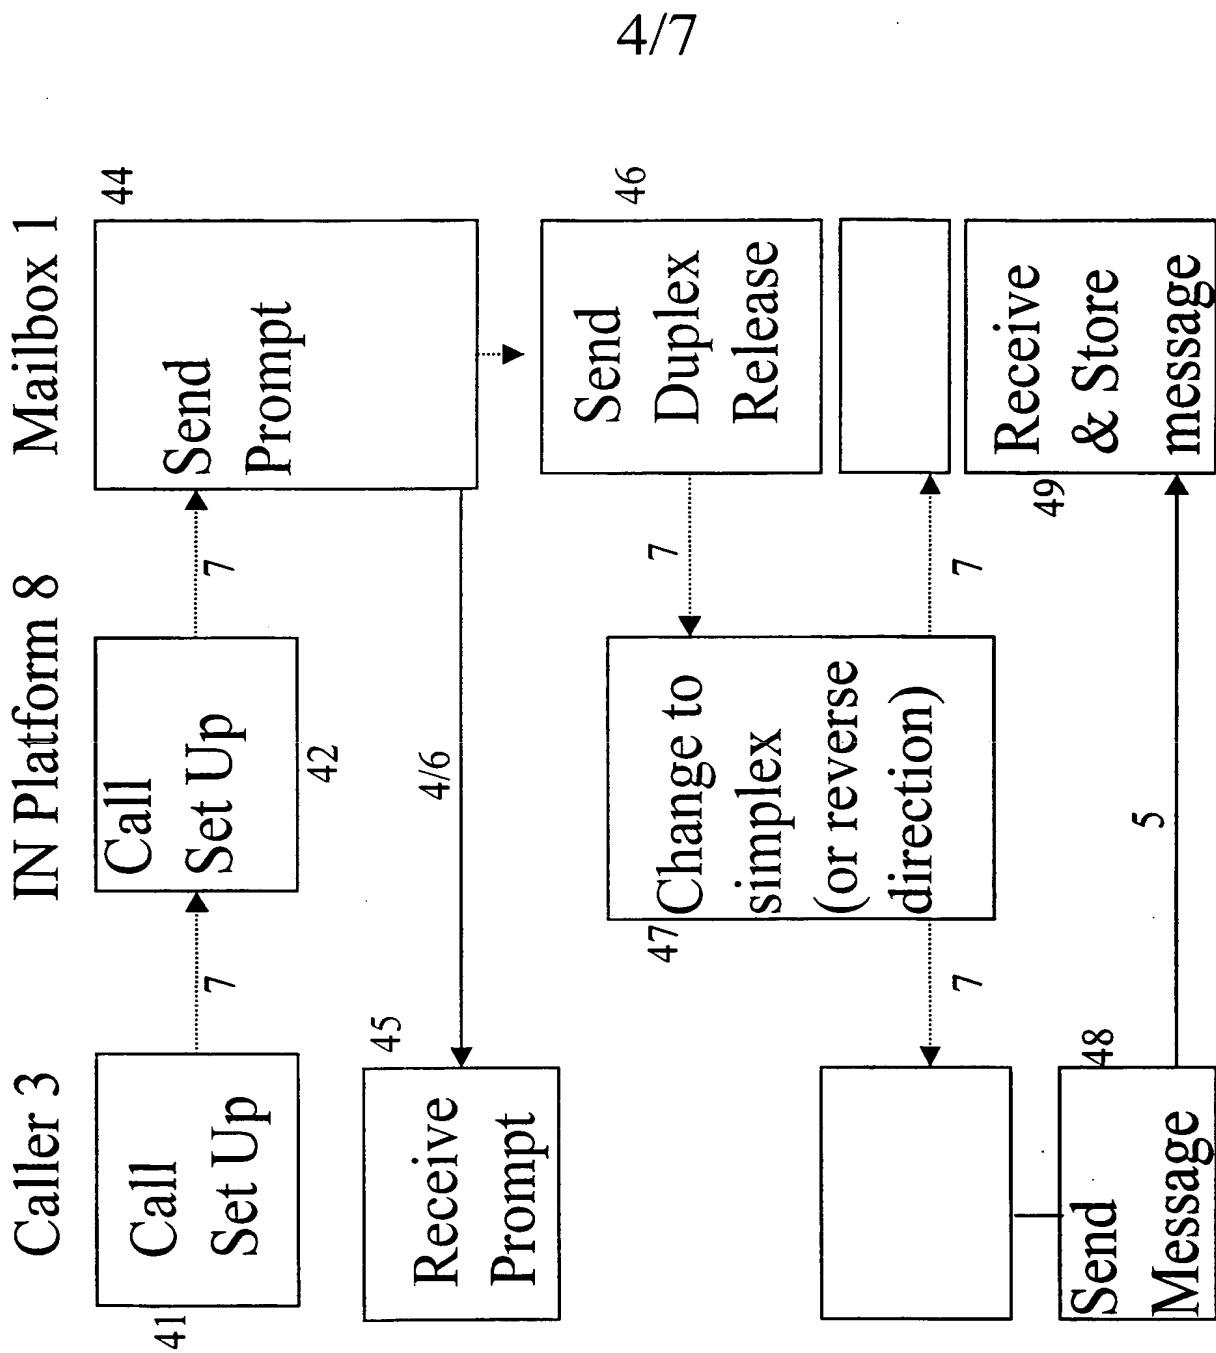 4/7
Caller 3
IN Platform 8
Mailbox 1
41
Call
Set Up
7
Call
Set Up
42
7
44
Send
Prompt
4/6
45
Receive
Prompt
46
Send
Duplex
Release
7
47
Change to
simplex
(or reverse
direction)
7
7
48
Send
Message
5
49
Receive
& Store
message